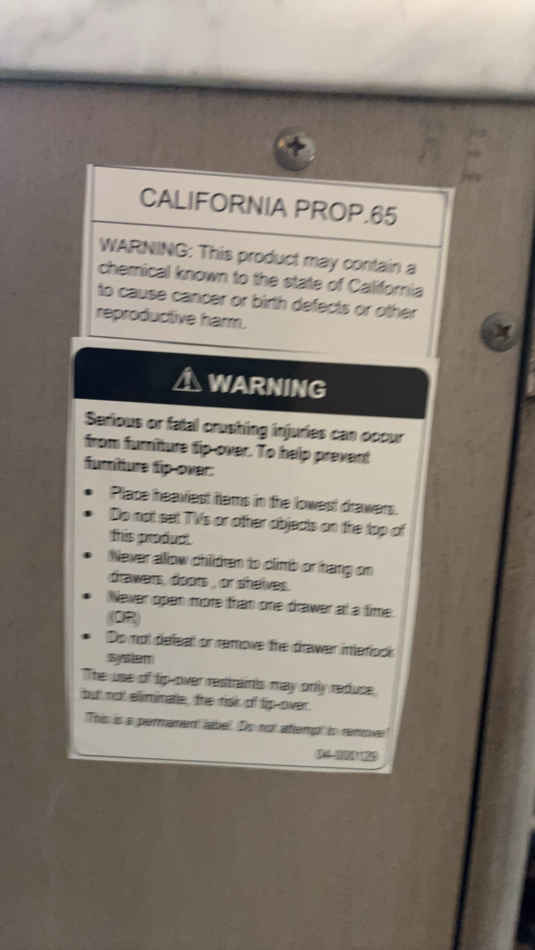 CALIFORNIA PROP.65
WARNING: This product may contain a
chemical known to the state of California
to cause cancer or birth defects or other
reproductive harm.
⚠ WARNING
Serious or fatal crushing injuries can occur
from furniture tip-over. To help prevent
furniture tip-over:
• Place heaviest items in the lowest drawers.
• Do not set TVs or other objects on the top of
this product.
• Never allow children to climb or hang on
drawers, doors , or shelves.
• Never open more than one drawer at a time.
(OR)
• Do not defeat or remove the drawer interlock
system
The use of tip-over restraints may only reduce,
but not eliminate, the risk of tip-over.
This is a permanent label. Do not attempt to remove!